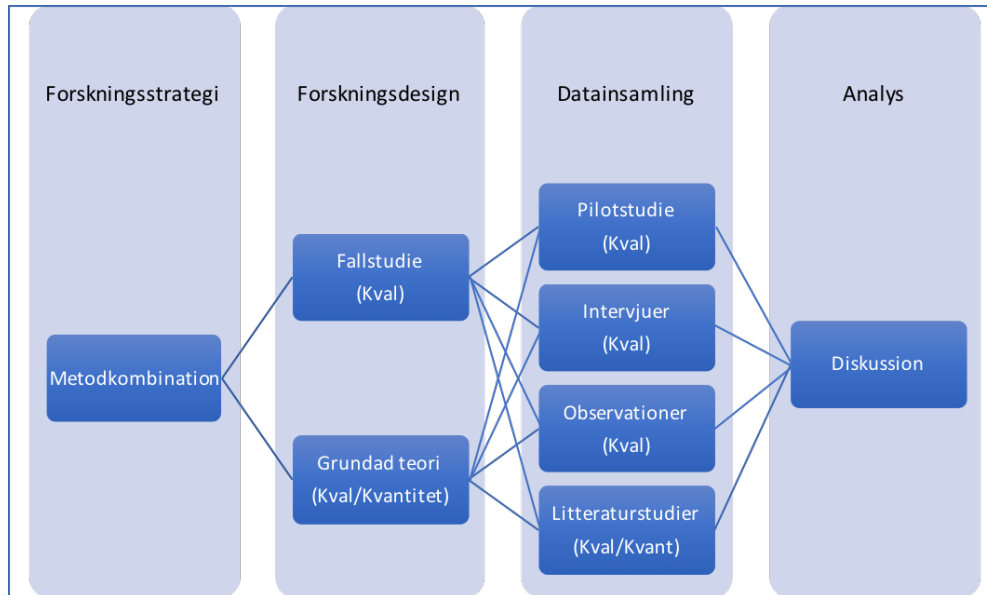 Forskningsstrategi
Forskningsdesign
Datainsamling
Analys
Metodkombination
Fallstudie
(Kval)
Grundad teori
(Kval/Kvantitet)
Pilotstudie
(Kval)
Intervjuer
(Kval)
Observationer
(Kval)
Litteraturstudier
(Kval/Kvant)
Diskussion